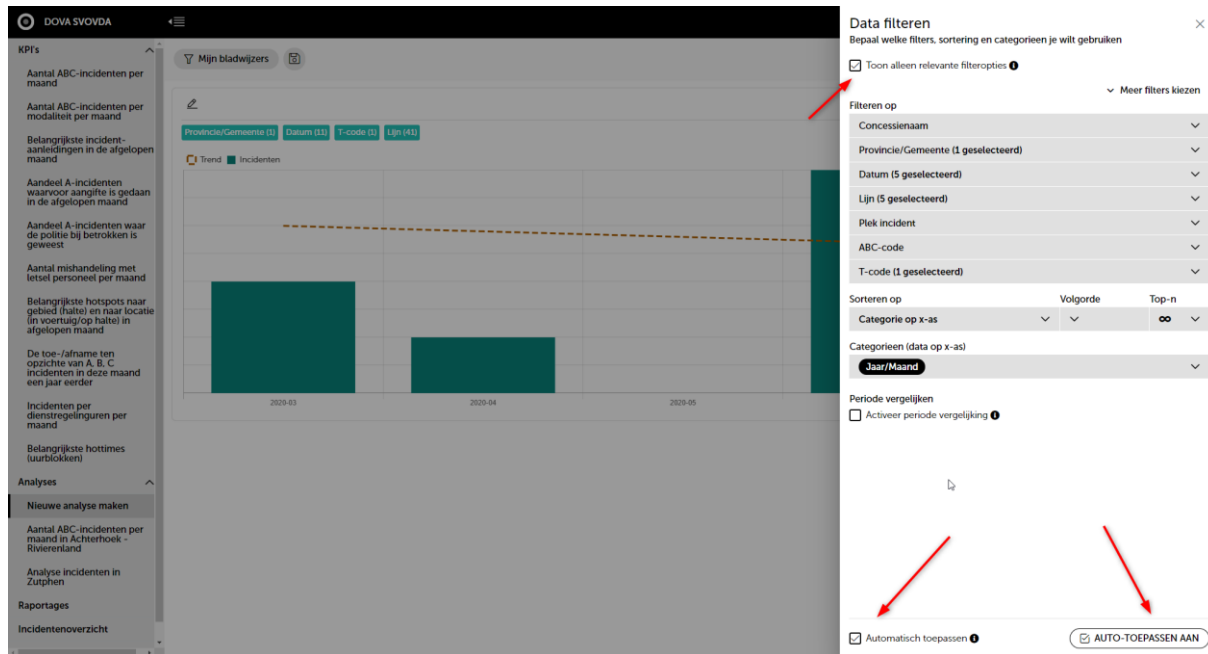 DOVA SVOVDA
KPI's
Aantal ABC-incidenten per
maand
Aantal ABC-incidenten per
modaliteit per maand
Belangrijkste incident-
aanleidingen in de afgelopen
maand
Aandeel A-incidenten
waarvoor aangifte is gedaan
in de afgelopen maand
Aandeel A-incidenten waar
de politie bij betrokken is
geweest
Aantal mishandeling met
letsel personeel per maand
Belangrijkste hotspots naar
gebied (halte) en naar locatie
(in voertuig/op halte) in
afgelopen maand
De toe-/afname ten
opzichte van A, B, C
incidenten in deze maand
een jaar eerder
Incidenten per
dienstregelinguren per
maand
Belangrijkste hottimes
(uurblokken)
Analyses
Nieuwe analyse maken
Aantal ABC-incidenten per
maand in Achterhoek -
Rivierenland
Analyse incidenten in
Zutphen
Raportages
Incidentenoverzicht
Mijn bladwijzers
Provincie/Gemeente (1) Datum (11) T-code (1) Lijn (41)
Trend Incidenten
2020-03 2020-04 2020-05
Data filteren
Bepaal welke filters, sortering en categorieen je wilt gebruiken
Toon alleen relevante filteropties
Meer filters kiezen
Filteren op
Concessienaam
Provincie/Gemeente (1 geselecteerd)
Datum (5 geselecteerd)
Lijn (5 geselecteerd)
Plek incident
ABC-code
T-code (1 geselecteerd)
Sorteren op Volgorde Top-n
Categorie op x-as ∞
Categorieen (data op x-as)
Jaar/Maand
Periode vergelijken
Activeer periode vergelijking
Automatisch toepassen AUTO-TOEPASSEN AAN